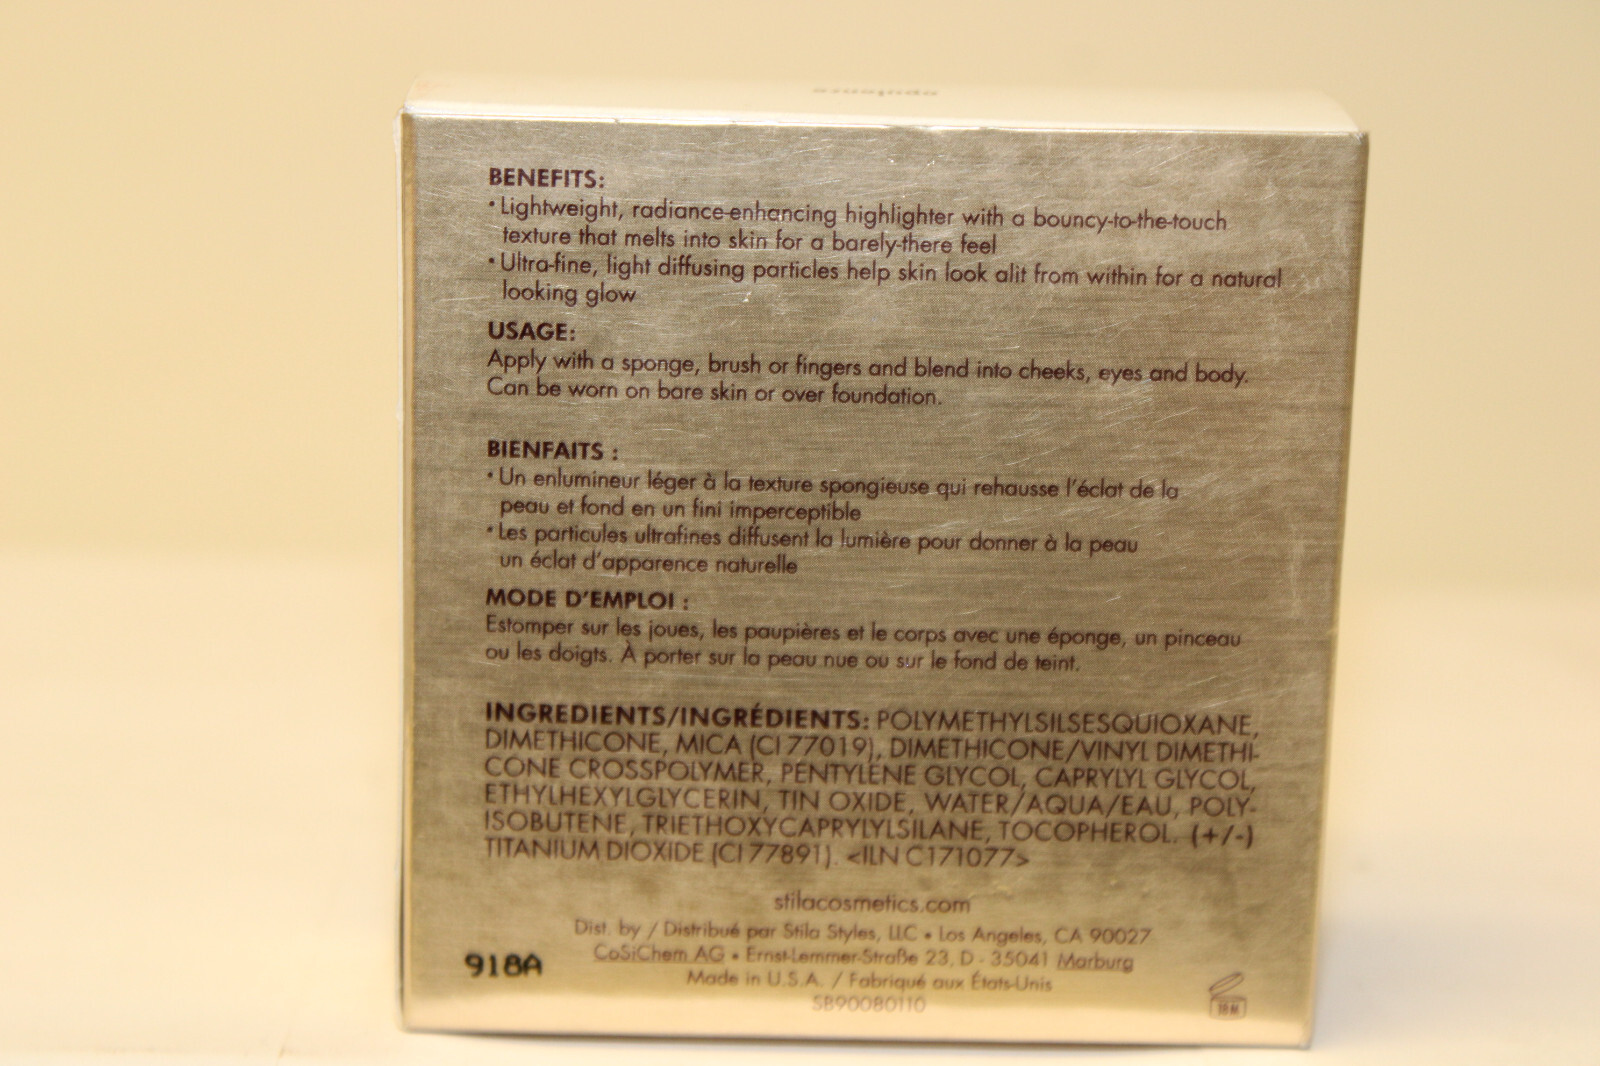 BENEFITS:
• Lightweight, radiance-enhancing highlighter with a bouncy-to-the-touch
texture that melts into skin for a barely-there feel
• Ultra-fine, light diffusing particles help skin look alit from within for a natural
looking glow
USAGE:
Apply with a sponge, brush or fingers and blend into cheeks, eyes and body.
Can be worn on bare skin or over foundation.
BIENFAITS :
• Un enlumineur léger à la texture spongieuse qui rehausse l'éclat de la
peau et fond en un fini imperceptible
• Les particules ultrafines diffusent la lumière pour donner à la peau
un éclat d'apparence naturelle
MODE D'EMPLOI :
Estomper sur les joues, les paupières et le corps avec une éponge, un pinceau
ou les doigts. À porter sur la peau nue ou sur le fond de teint.
INGREDIENTS/INGRÉDIENTS: POLYMETHYLSILSESQUIOXANE,
DIMETHICONE, MICA (CI 77019), DIMETHICONE/VINYL DIMETHI-
CONE CROSSPOLYMER, PENTYLENE GLYCOL, CAPRYLYL GLYCOL,
ETHYLHEXYLGLYCERIN, TIN OXIDE, WATER/AQUA/EAU, POLY-
ISOBUTENE, TRIETHOXYCAPRYLYLSILANE, TOCOPHEROL. (+/-)
TITANIUM DIOXIDE (CI 77891). <ILN C171077>
stilacosmetics.com
Dist. by / Distribué par Stila Styles, LLC • Los Angeles, CA 90027
CoSiChem AG • Ernst-Lemmer-Straße 23, D - 35041 Marburg
918A
Made in U.S.A. / Fabriqué aux États-Unis
SB90080110